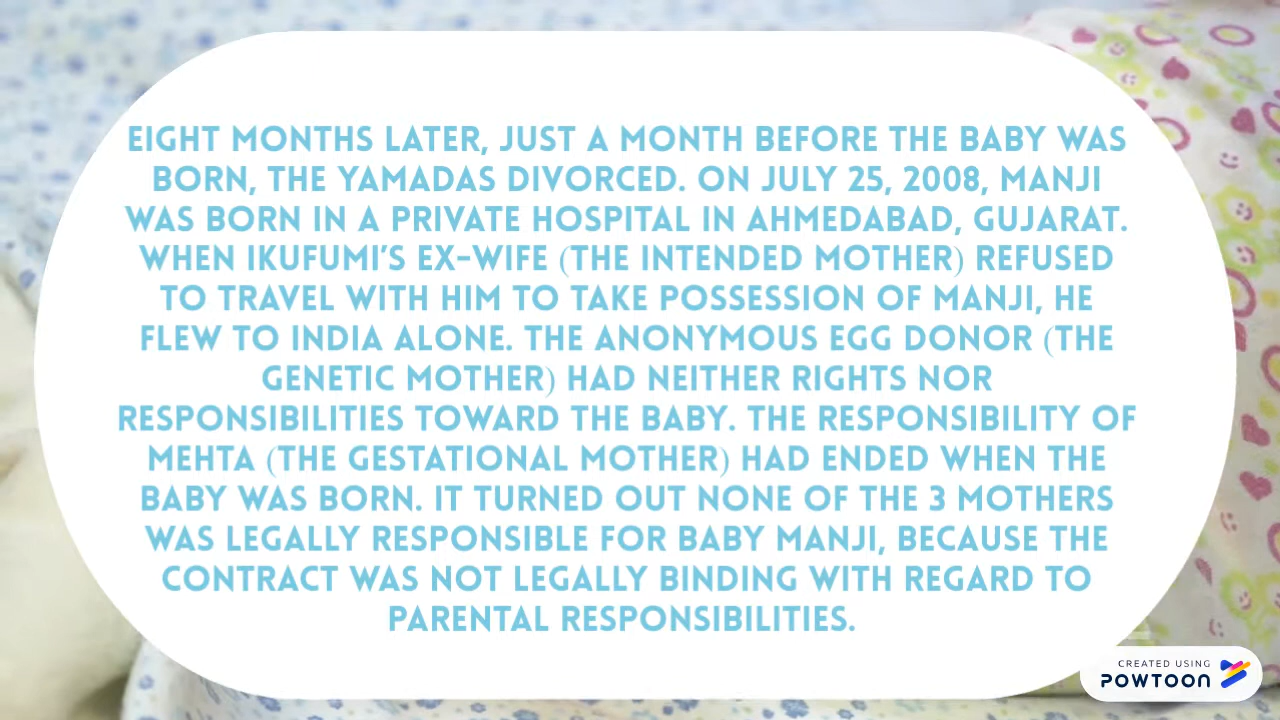 EIGHT MONTHS LATER, JUST A MONTH BEFORE THE BABY WAS
BORN, THE YAMADAS DIVORCED. ON JULY 25, 2008, MANJI
WAS BORN IN A PRIVATE HOSPITAL IN AHMEDABAD, GUJARAT.
WHEN IKUFUMI'S EX-WIFE (THE INTENDED MOTHER) REFUSED
TO TRAVEL WITH HIM TO TAKE POSSESSION OF MANJI, HE
FLEW TO INDIA ALONE. THE ANONYMOUS EGG DONOR (THE
GENETIC MOTHER) HAD NEITHER RIGHTS NOR
RESPONSIBILITIES TOWARD THE BABY. THE RESPONSIBILITY OF
MEHTA (THE GESTATIONAL MOTHER) HAD ENDED WHEN THE
BABY WAS BORN. IT TURNED OUT NONE OF THE 3 MOTHERS
WAS LEGALLY RESPONSIBLE FOR BABY MANJI, BECAUSE THE
CONTRACT WAS NOT LEGALLY BINDING WITH REGARD TO
PARENTAL RESPONSIBILITIES.
CREATED USING
POWTOON